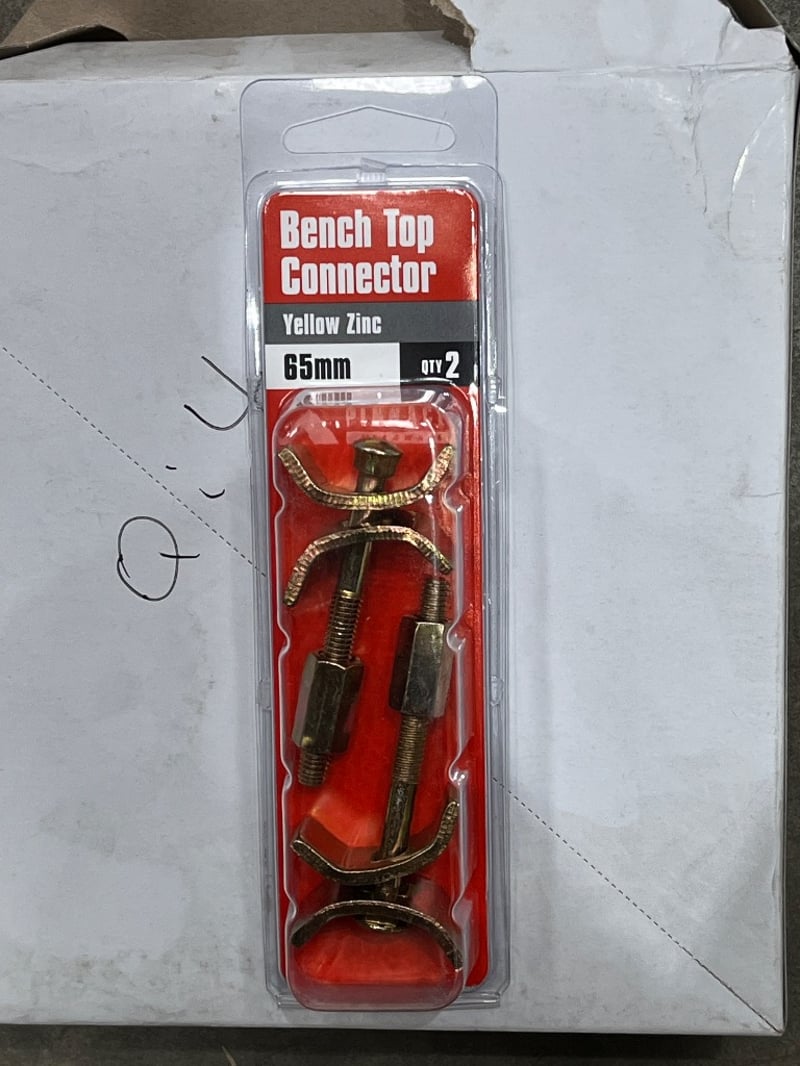 Bench Top
Connector
Yellow Zinc
65mm QTY 2